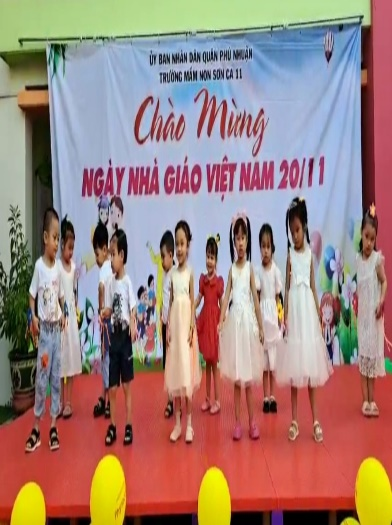 ỦY BAN NHÂN DÂN QUẬN PHÚ NHUẬN
TRƯỜNG MẦM NON SƠN CA 11
Chào Mừng
NGÀY NHÀ GIÁO VIỆT NAM 20/11